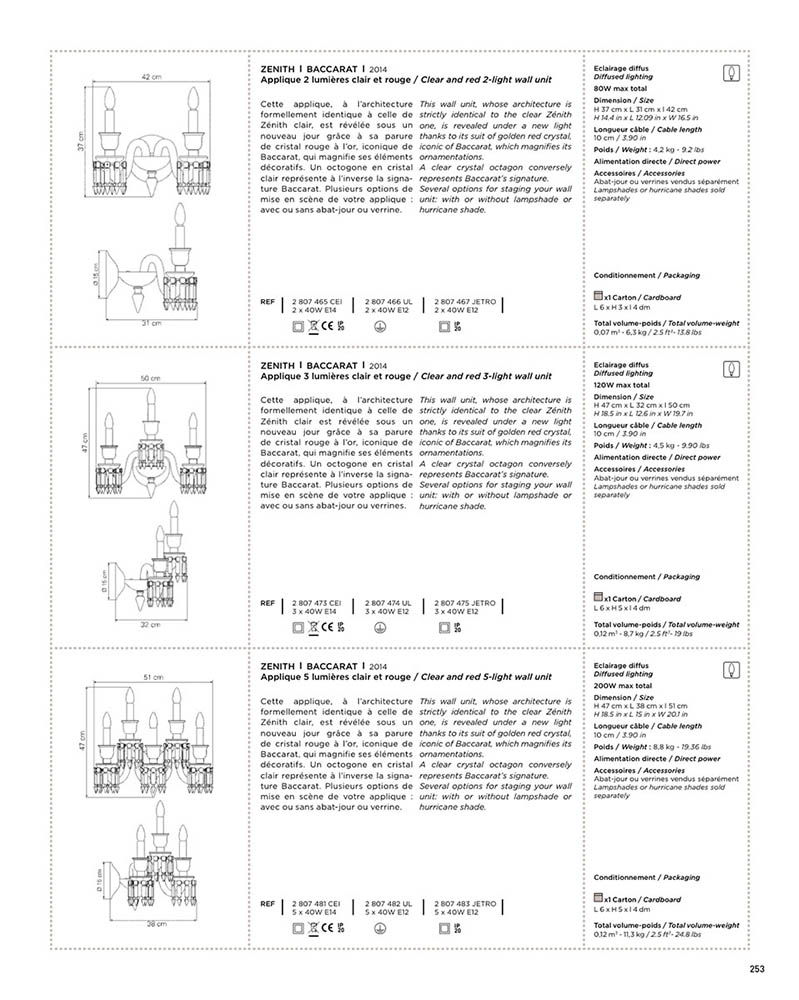 42 cm
37 cm
Ø 15 cm
31 cm
ZENITH | BACCARAT | 2014
Applique 2 lumières clair et rouge / Clear and red 2-light wall unit
Cette applique, à l'architecture
formellement identique à celle de
Zénith clair, est révélée sous un
nouveau jour grâce à sa parure
de cristal rouge à l'or, iconique de
Baccarat, qui magnifie ses éléments
décoratifs. Un octogone en cristal
clair représente à l'inverse la signa-
ture Baccarat. Plusieurs options de
mise en scène de votre applique :
avec ou sans abat-jour ou verrine.
This wall unit, whose architecture is
strictly identical to the clear Zénith
one, is revealed under a new light
thanks to its suit of golden red crystal,
iconic of Baccarat, which magnifies its
ornamentations.
A clear crystal octagon conversely
represents Baccarat's signature.
Several options for staging your wall
unit: with or without lampshade or
hurricane shade.
REF | 2 807 465 CEI | 2 807 466 UL | 2 807 467 JETRO |
2 x 40W E14 2 x 40W E12 2 x 40W E12
CE IP 20 IP 20
Eclairage diffus
Diffused lighting
80W max total
Dimension / Size
H 37 cm x L 31 cm x l 42 cm
H 14.4 in x L 12.09 in x W 16.5 in
Longueur câble / Cable length
10 cm / 3.90 in
Poids / Weight : 4,2 kg - 9.2 lbs
Alimentation directe / Direct power
Accessoires / Accessories
Abat-jour ou verrines vendus séparément
Lampshades or hurricane shades sold
separately
Conditionnement / Packaging
x1 Carton / Cardboard
L 6 x H 3 x l 4 dm
Total volume-poids / Total volume-weight
0,07 m³ - 6,3 kg / 2.5 ft³- 13.8 lbs
50 cm
47 cm
Ø 15 cm
32 cm
ZENITH | BACCARAT | 2014
Applique 3 lumières clair et rouge / Clear and red 3-light wall unit
Cette applique, à l'architecture
formellement identique à celle de
Zénith clair, est révélée sous un
nouveau jour grâce à sa parure
de cristal rouge à l'or, iconique de
Baccarat, qui magnifie ses éléments
décoratifs. Un octogone en cristal
clair représente à l'inverse la signa-
ture Baccarat. Plusieurs options de
mise en scène de votre applique :
avec ou sans abat-jour ou verrines.
This wall unit, whose architecture is
strictly identical to the clear Zénith
one, is revealed under a new light
thanks to its suit of golden red crystal,
iconic of Baccarat, which magnifies its
ornamentations.
A clear crystal octagon conversely
represents Baccarat's signature.
Several options for staging your wall
unit: with or without lampshade or
hurricane shade.
REF | 2 807 473 CEI | 2 807 474 UL | 2 807 475 JETRO |
3 x 40W E14 3 x 40W E12 3 x 40W E12
CE IP 20 IP 20
Eclairage diffus
Diffused lighting
120W max total
Dimension / Size
H 47 cm x L 32 cm x l 50 cm
H 18.5 in x L 12.6 in x W 19.7 in
Longueur câble / Cable length
10 cm / 3.90 in
Poids / Weight : 4,5 kg - 9.90 lbs
Alimentation directe / Direct power
Accessoires / Accessories
Abat-jour ou verrines vendus séparément
Lampshades or hurricane shades sold
separately
Conditionnement / Packaging
x1 Carton / Cardboard
L 6 x H 5 x l 4 dm
Total volume-poids / Total volume-weight
0,12 m³ - 8,7 kg / 2.5 ft³- 19 lbs
51 cm
47 cm
Ø 15 cm
38 cm
ZENITH | BACCARAT | 2014
Applique 5 lumières clair et rouge / Clear and red 5-light wall unit
Cette applique, à l'architecture
formellement identique à celle de
Zénith clair, est révélée sous un
nouveau jour grâce à sa parure
de cristal rouge à l'or, iconique de
Baccarat, qui magnifie ses éléments
décoratifs. Un octogone en cristal
clair représente à l'inverse la signa-
ture Baccarat. Plusieurs options de
mise en scène de votre applique :
avec ou sans abat-jour ou verrine.
This wall unit, whose architecture is
strictly identical to the clear Zénith
one, is revealed under a new light
thanks to its suit of golden red crystal,
iconic of Baccarat, which magnifies its
ornamentations.
A clear crystal octagon conversely
represents Baccarat's signature.
Several options for staging your wall
unit: with or without lampshade or
hurricane shade.
REF | 2 807 481 CEI | 2 807 482 UL | 2 807 483 JETRO |
5 x 40W E14 5 x 40W E12 5 x 40W E12
CE IP 20 IP 20
Eclairage diffus
Diffused lighting
200W max total
Dimension / Size
H 47 cm x L 38 cm x l 51 cm
H 18.5 in x L 15 in x W 20.1 in
Longueur câble / Cable length
10 cm / 3.90 in
Poids / Weight : 8,8 kg - 19.36 lbs
Alimentation directe / Direct power
Accessoires / Accessories
Abat-jour ou verrines vendus séparément
Lampshades or hurricane shades sold
separately
Conditionnement / Packaging
x1 Carton / Cardboard
L 6 x H 5 x l 4 dm
Total volume-poids / Total volume-weight
0,12 m³ - 11,3 kg / 2.5 ft³- 24.8 lbs
253